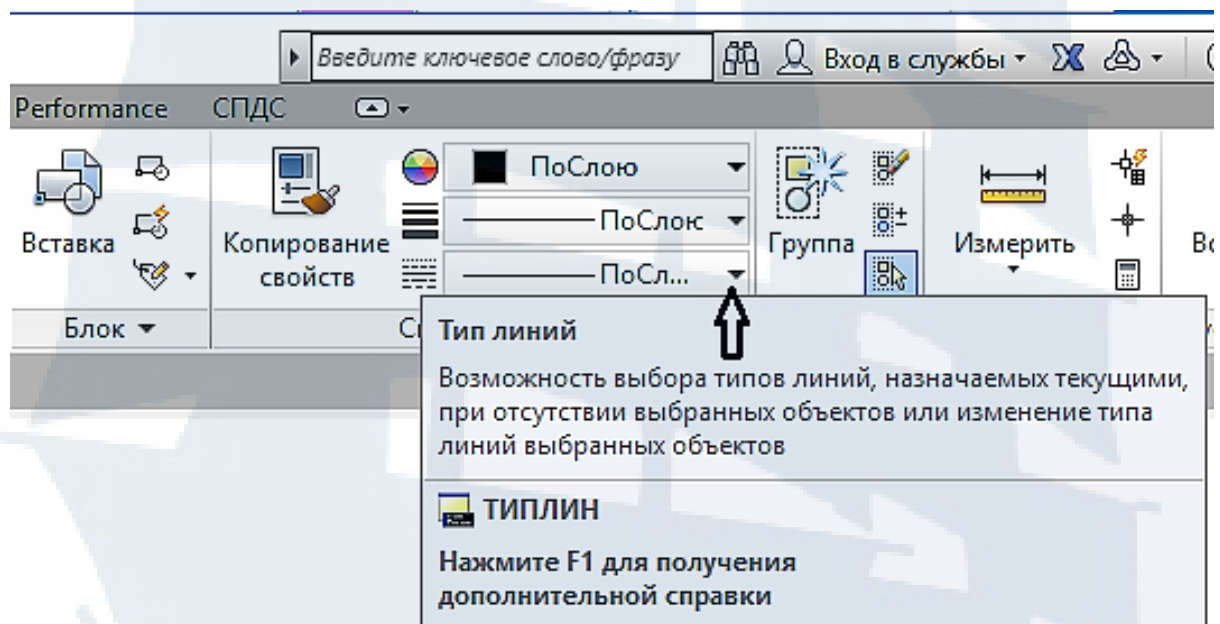 Введите ключевое слово/фразу Вход в службы
Performance СПДС
ПоСлою
ПоСлою
ПоСл...
Вставка
Копирование
свойств
Группа
Измерить
Блок
Тип линий
Возможность выбора типов линий, назначаемых текущими,
при отсутствии выбранных объектов или изменение типа
линий выбранных объектов
ТИПЛИН
Нажмите F1 для получения
дополнительной справки